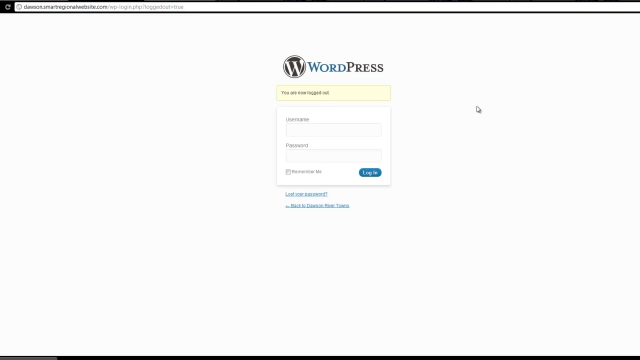 dawson.smartregionalwebsite.com/wp-login.php?loggedout=true
WORDPRESS
You are now logged out.
Username
Password
Remember Me
Log In
Lost your password?
← Back to Dawson River Towns